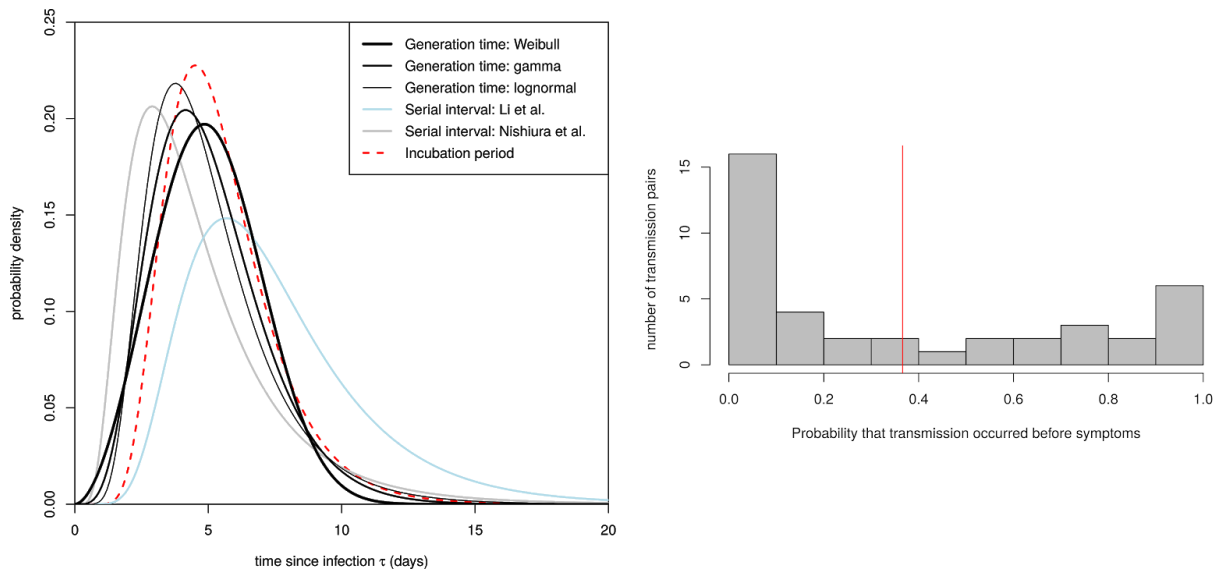 0.25
0.20
0.15
0.10
0.05
0.00
probability density
Generation time: Weibull
Generation time: gamma
Generation time: lognormal
Serial interval: Li et al.
Serial interval: Nishiura et al.
Incubation period
0 5 10 15 20
time since infection τ (days)
15
10
5
0
number of transmission pairs
0.0 0.2 0.4 0.6 0.8 1.0
Probability that transmission occurred before symptoms